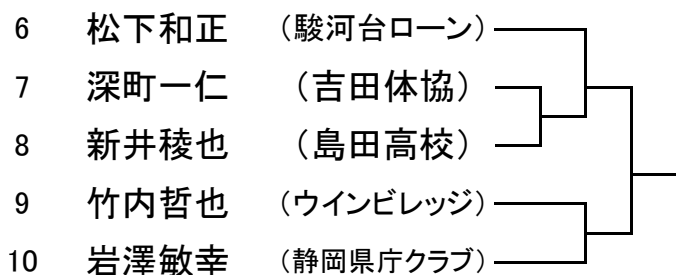 6 松下和正 (駿河台ローン)
7 深町一仁 (吉田体協)
8 新井稜也 (島田高校)
9 竹内哲也 (ウインビレッジ)
10 岩澤敏幸 (静岡県庁クラブ)